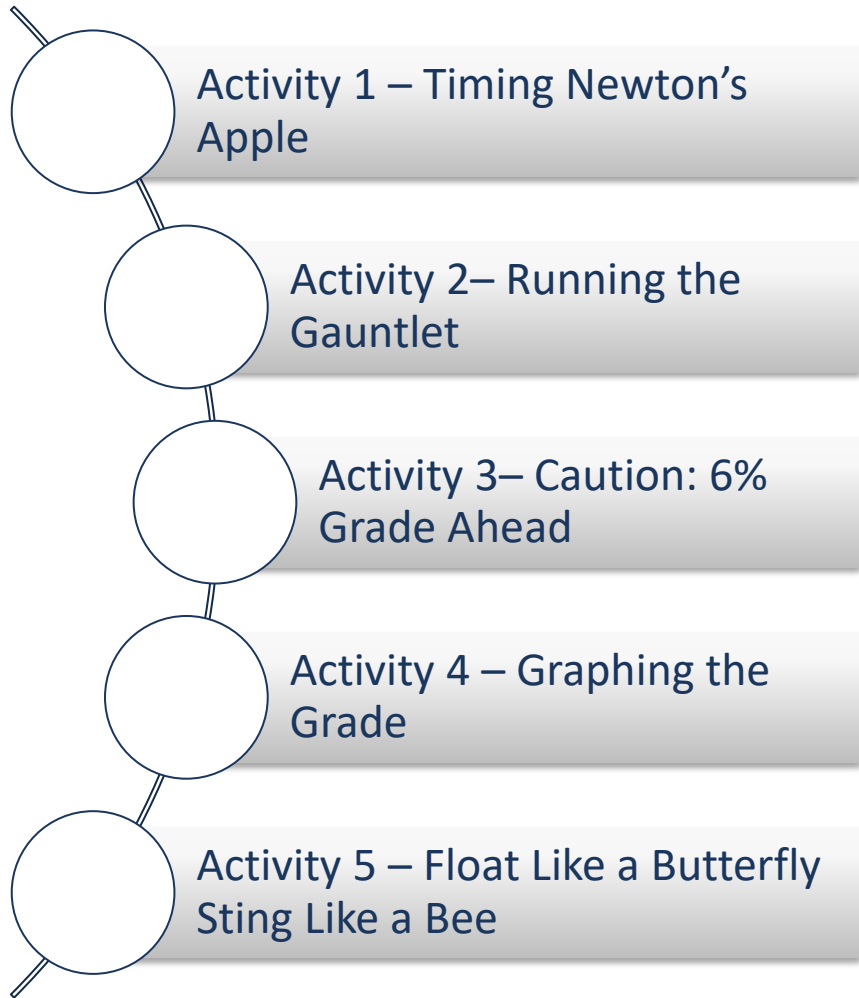 Activity 1 – Timing Newton’s
Apple
Activity 2– Running the
Gauntlet
Activity 3– Caution: 6%
Grade Ahead
Activity 4 – Graphing the
Grade
Activity 5 – Float Like a Butterfly
Sting Like a Bee